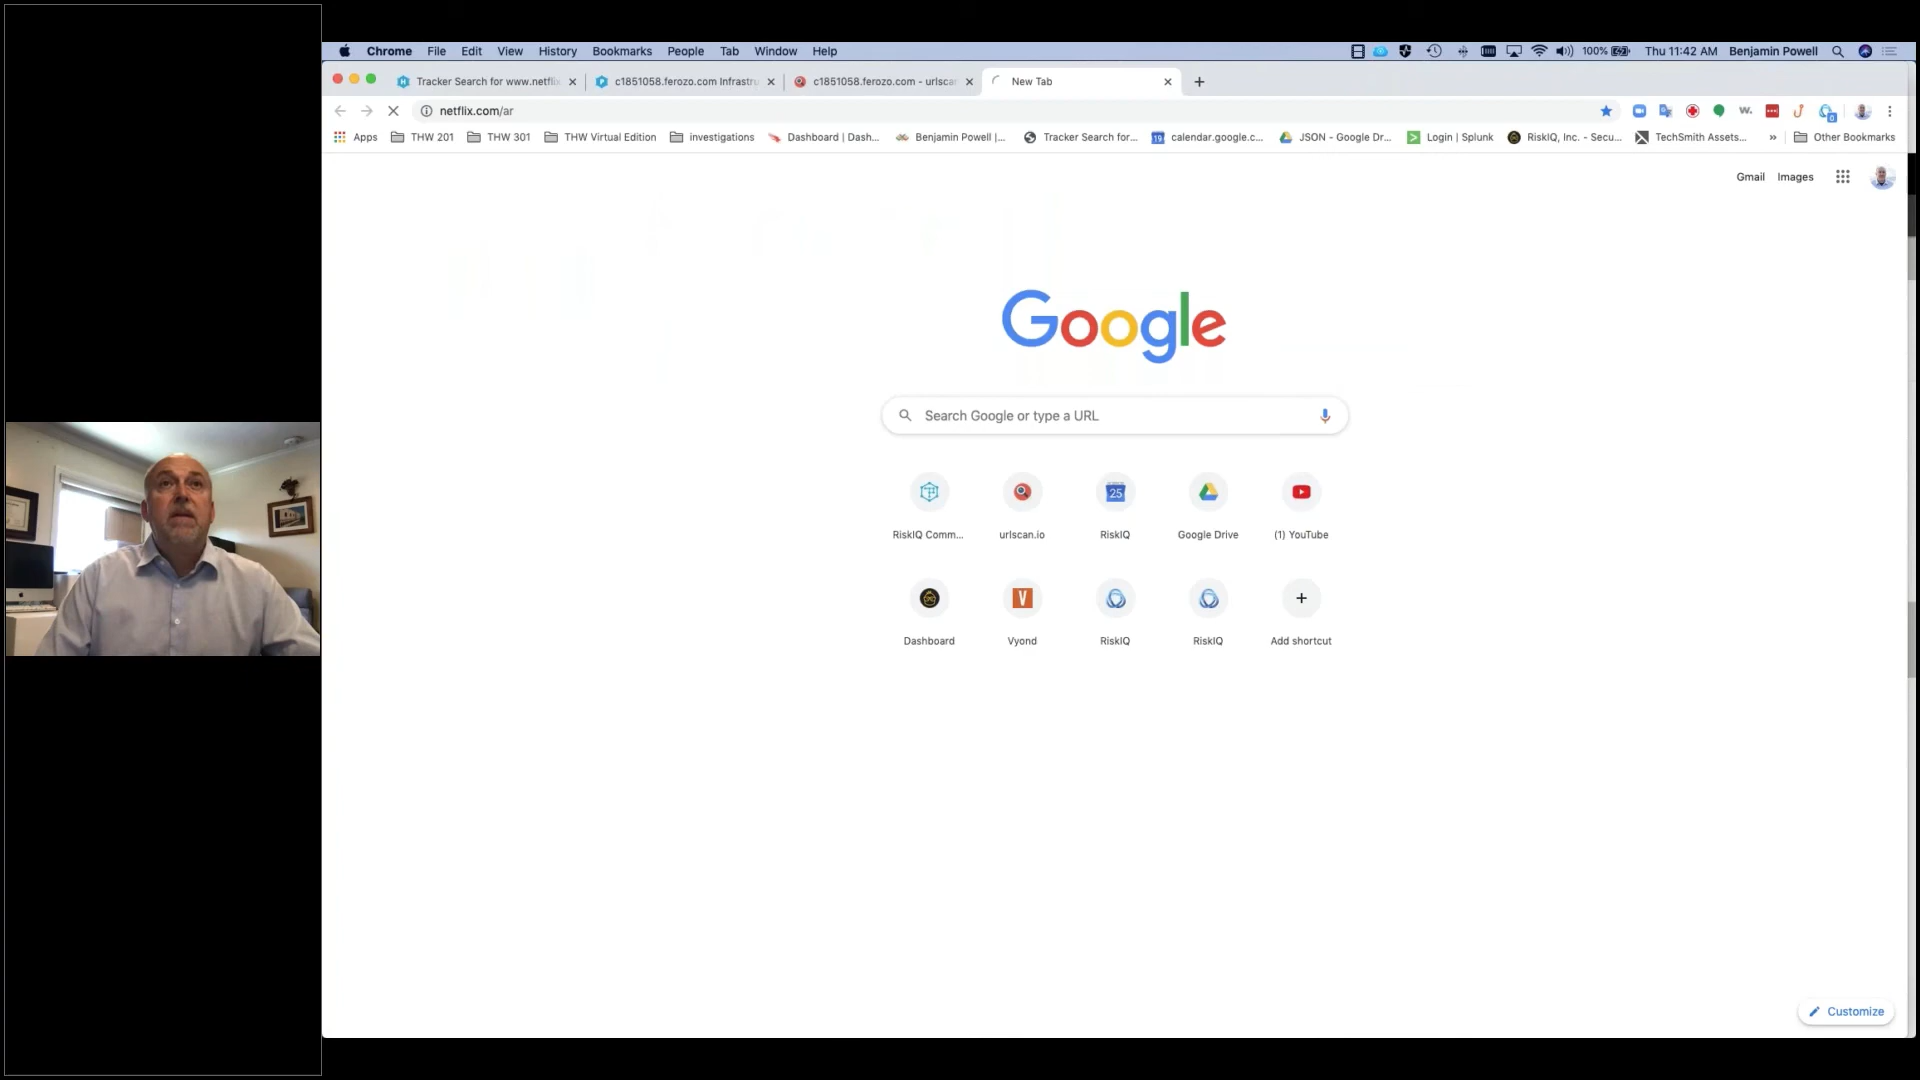 Chrome File Edit View History Bookmarks People Tab Window Help 100% Thu 11:42 AM Benjamin Powell
Tracker Search for www.netflix c1851058.ferozo.com Infrastru c1851058.ferozo.com - urlscan New Tab
netflix.com/ar
Apps THW 201 THW 301 THW Virtual Edition investigations Dashboard | Dash... Benjamin Powell |... Tracker Search for... calendar.google.c... JSON - Google Dr... Login | Splunk RiskIQ, Inc. - Secu... TechSmith Assets... » Other Bookmarks
Gmail Images
Google
Search Google or type a URL
25
RiskIQ Comm... urlscan.io RiskIQ Google Drive (1) YouTube
V
Dashboard Vyond RiskIQ RiskIQ Add shortcut
Customize